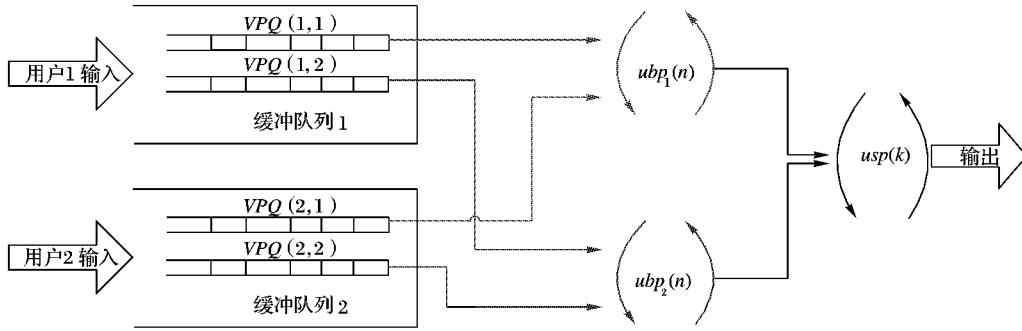 VPQ(1,1)
用户1输入
VPQ(1,2)
缓冲队列1
ubp₁(n)
usp(k)
输出
VPQ(2,1)
用户2输入
VPQ(2,2)
缓冲队列2
ubp₂(n)